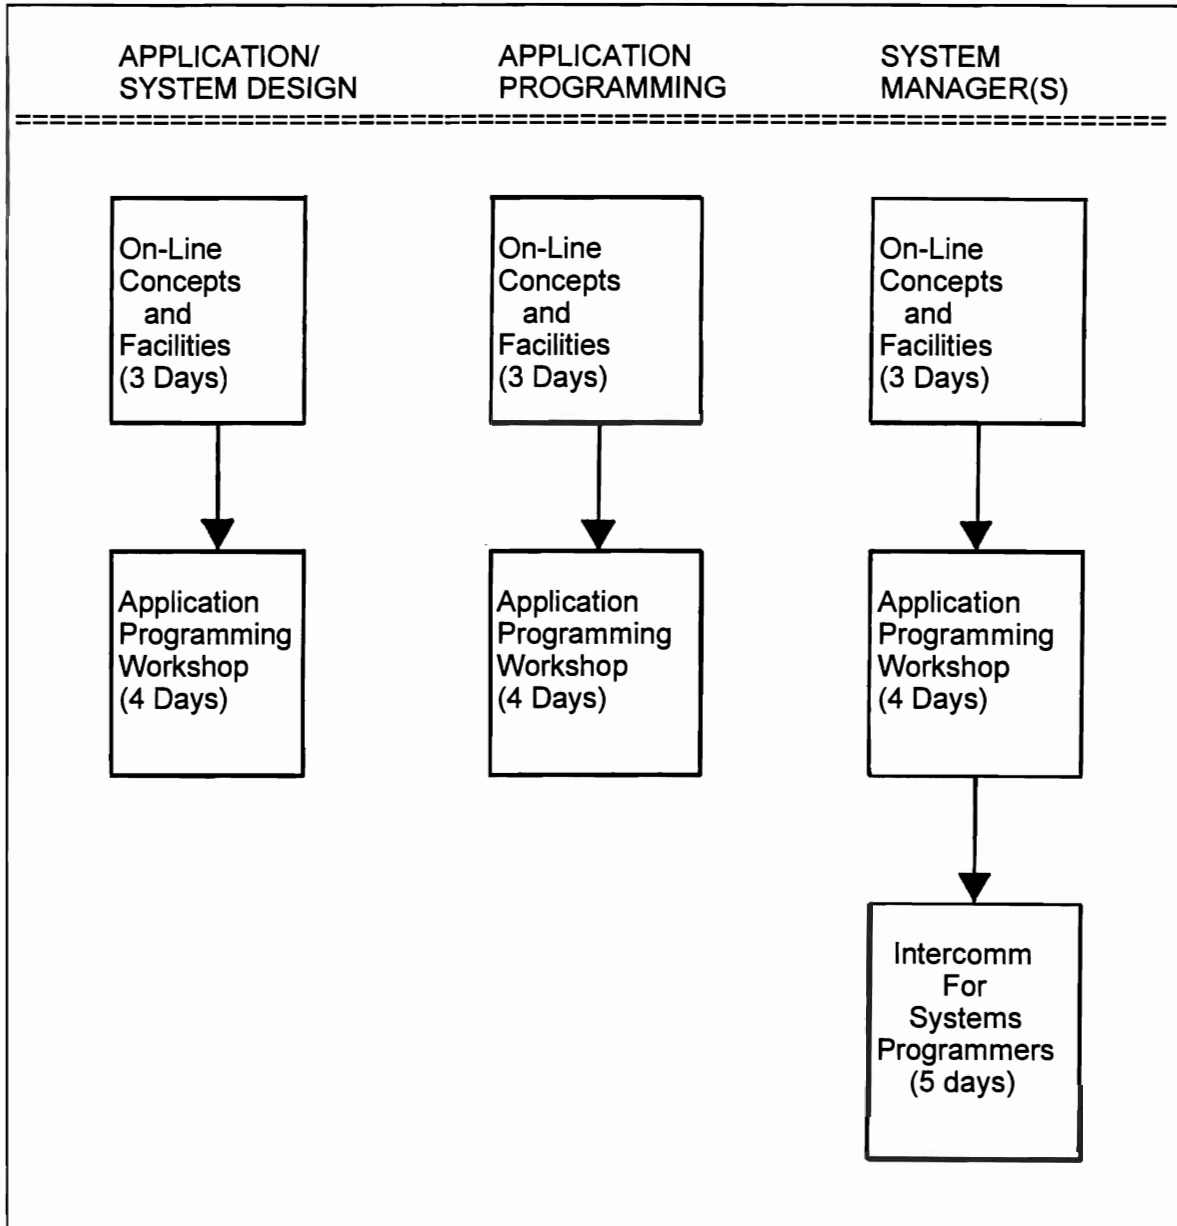 APPLICATION/
SYSTEM DESIGN
APPLICATION
PROGRAMMING
SYSTEM
MANAGER(S)
================================================================================
On-Line
Concepts
and
Facilities
(3 Days)
On-Line
Concepts
and
Facilities
(3 Days)
On-Line
Concepts
and
Facilities
(3 Days)
Application
Programming
Workshop
(4 Days)
Application
Programming
Workshop
(4 Days)
Application
Programming
Workshop
(4 Days)
Intercomm
For
Systems
Programmers
(5 days)